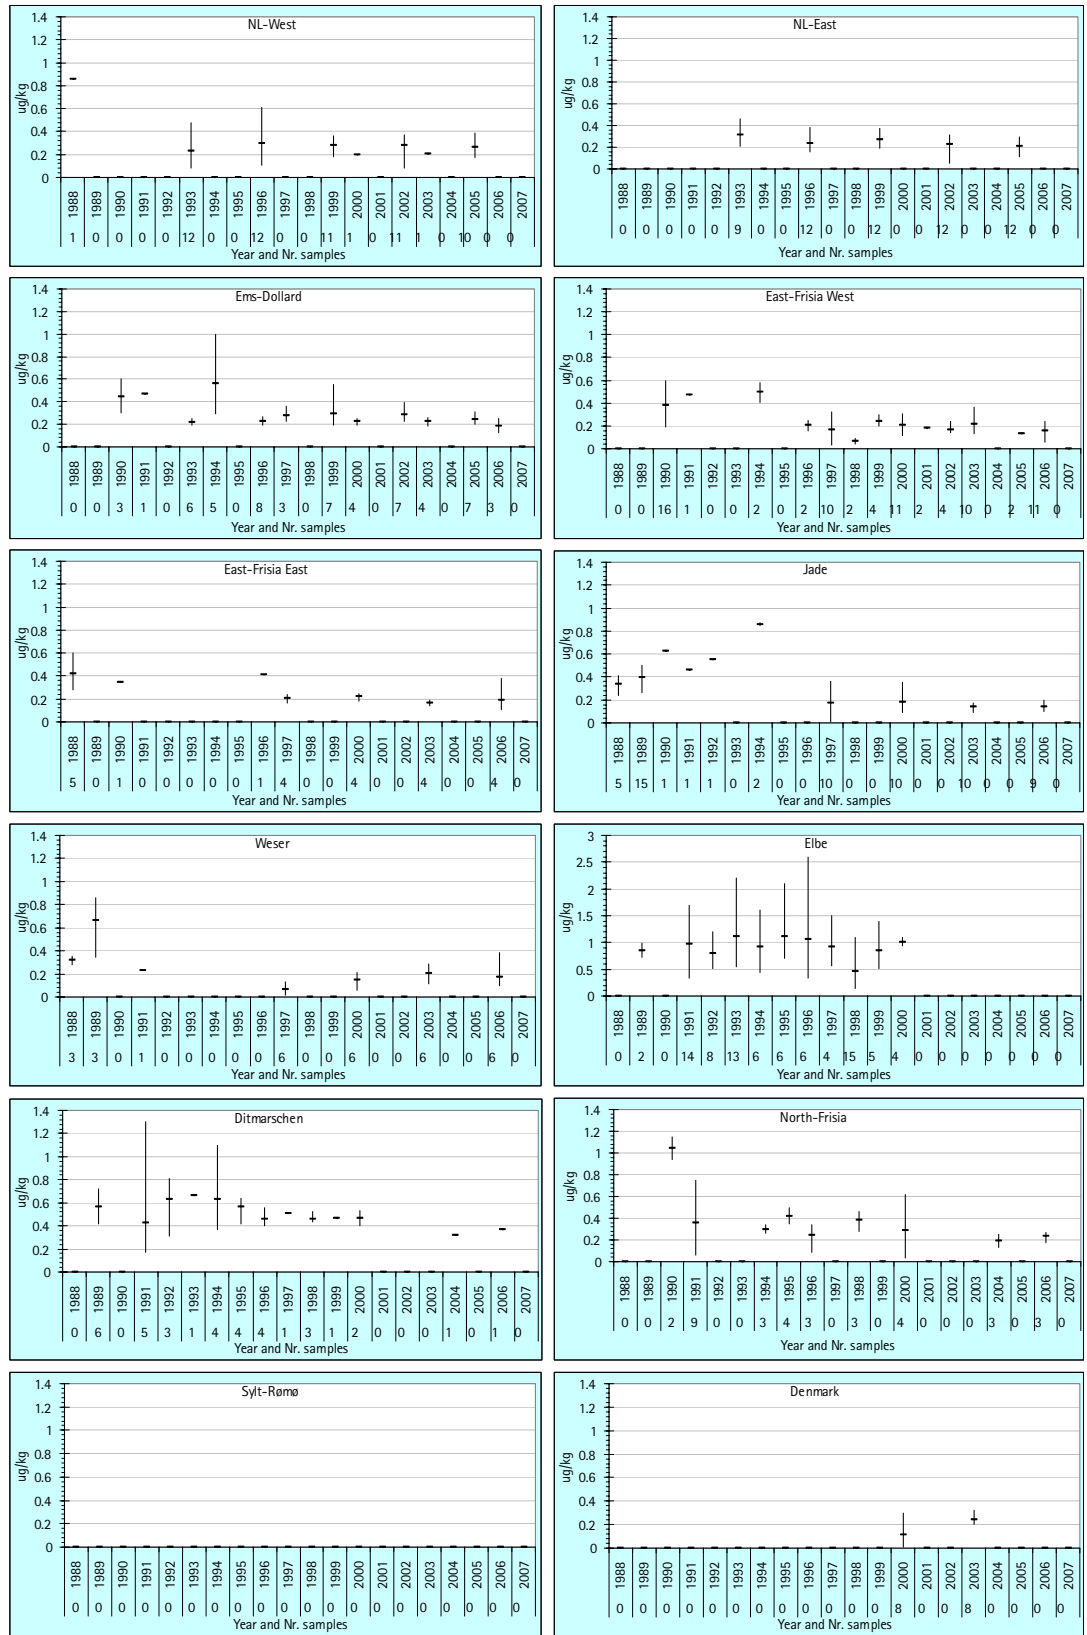 NL-West
1.4
1.2
1
0.8
0.6
0.4
0.2
0
ug/kg
1988 1989 1990 1991 1992 1993 1994 1995 1996 1997 1998 1999 2000 2001 2002 2003 2004 2005 2006 2007
1 0 0 0 0 12 0 0 12 0 0 11 1 0 11 1 0 10 0 0
Year and Nr. samples
NL-East
1.4
1.2
1
0.8
0.6
0.4
0.2
0
ug/kg
1988 1989 1990 1991 1992 1993 1994 1995 1996 1997 1998 1999 2000 2001 2002 2003 2004 2005 2006 2007
0 0 0 0 0 9 0 0 12 0 0 12 0 0 12 0 0 12 0 0
Year and Nr. samples
Ems-Dollard
1.4
1.2
1
0.8
0.6
0.4
0.2
0
ug/kg
1988 1989 1990 1991 1992 1993 1994 1995 1996 1997 1998 1999 2000 2001 2002 2003 2004 2005 2006 2007
0 0 3 1 0 6 5 0 8 3 0 7 4 0 7 4 0 7 3 0
Year and Nr. samples
East-Frisia West
1.4
1.2
1
0.8
0.6
0.4
0.2
0
ug/kg
1988 1989 1990 1991 1992 1993 1994 1995 1996 1997 1998 1999 2000 2001 2002 2003 2004 2005 2006 2007
0 0 16 1 0 0 2 0 2 10 2 4 11 2 4 10 0 2 11 0
Year and Nr. samples
East-Frisia East
1.4
1.2
1
0.8
0.6
0.4
0.2
0
ug/kg
1988 1989 1990 1991 1992 1993 1994 1995 1996 1997 1998 1999 2000 2001 2002 2003 2004 2005 2006 2007
5 0 1 0 0 0 0 0 1 4 0 0 4 0 0 4 0 0 4 0
Year and Nr. samples
Jade
1.4
1.2
1
0.8
0.6
0.4
0.2
0
ug/kg
1988 1989 1990 1991 1992 1993 1994 1995 1996 1997 1998 1999 2000 2001 2002 2003 2004 2005 2006 2007
5 15 1 1 1 0 2 0 0 10 0 0 10 0 0 10 0 0 9 0
Year and Nr. samples
Weser
1.4
1.2
1
0.8
0.6
0.4
0.2
0
ug/kg
1988 1989 1990 1991 1992 1993 1994 1995 1996 1997 1998 1999 2000 2001 2002 2003 2004 2005 2006 2007
3 3 0 1 0 0 0 0 0 6 0 0 6 0 0 6 0 0 6 0
Year and Nr. samples
Elbe
3
2.5
2
1.5
1
0.5
0
ug/kg
1988 1989 1990 1991 1992 1993 1994 1995 1996 1997 1998 1999 2000 2001 2002 2003 2004 2005 2006 2007
0 2 0 14 8 13 6 6 6 4 15 5 4 0 0 0 0 0 0 0
Year and Nr. samples
Ditmarschen
1.4
1.2
1
0.8
0.6
0.4
0.2
0
ug/kg
1988 1989 1990 1991 1992 1993 1994 1995 1996 1997 1998 1999 2000 2001 2002 2003 2004 2005 2006 2007
0 6 0 5 3 1 4 4 4 1 3 1 2 0 0 0 1 0 1 0
Year and Nr. samples
North-Frisia
1.4
1.2
1
0.8
0.6
0.4
0.2
0
ug/kg
1988 1989 1990 1991 1992 1993 1994 1995 1996 1997 1998 1999 2000 2001 2002 2003 2004 2005 2006 2007
0 0 2 9 0 0 3 4 3 0 3 0 4 0 0 0 3 0 3 0
Year and Nr. samples
Sylt-Rømø
1.4
1.2
1
0.8
0.6
0.4
0.2
0
ug/kg
1988 1989 1990 1991 1992 1993 1994 1995 1996 1997 1998 1999 2000 2001 2002 2003 2004 2005 2006 2007
0 0 0 0 0 0 0 0 0 0 0 0 0 0 0 0 0 0 0 0
Year and Nr. samples
Denmark
1.4
1.2
1
0.8
0.6
0.4
0.2
0
ug/kg
1988 1989 1990 1991 1992 1993 1994 1995 1996 1997 1998 1999 2000 2001 2002 2003 2004 2005 2006 2007
0 0 0 0 0 0 0 0 0 0 0 0 8 0 0 8 0 0 0 0
Year and Nr. samples